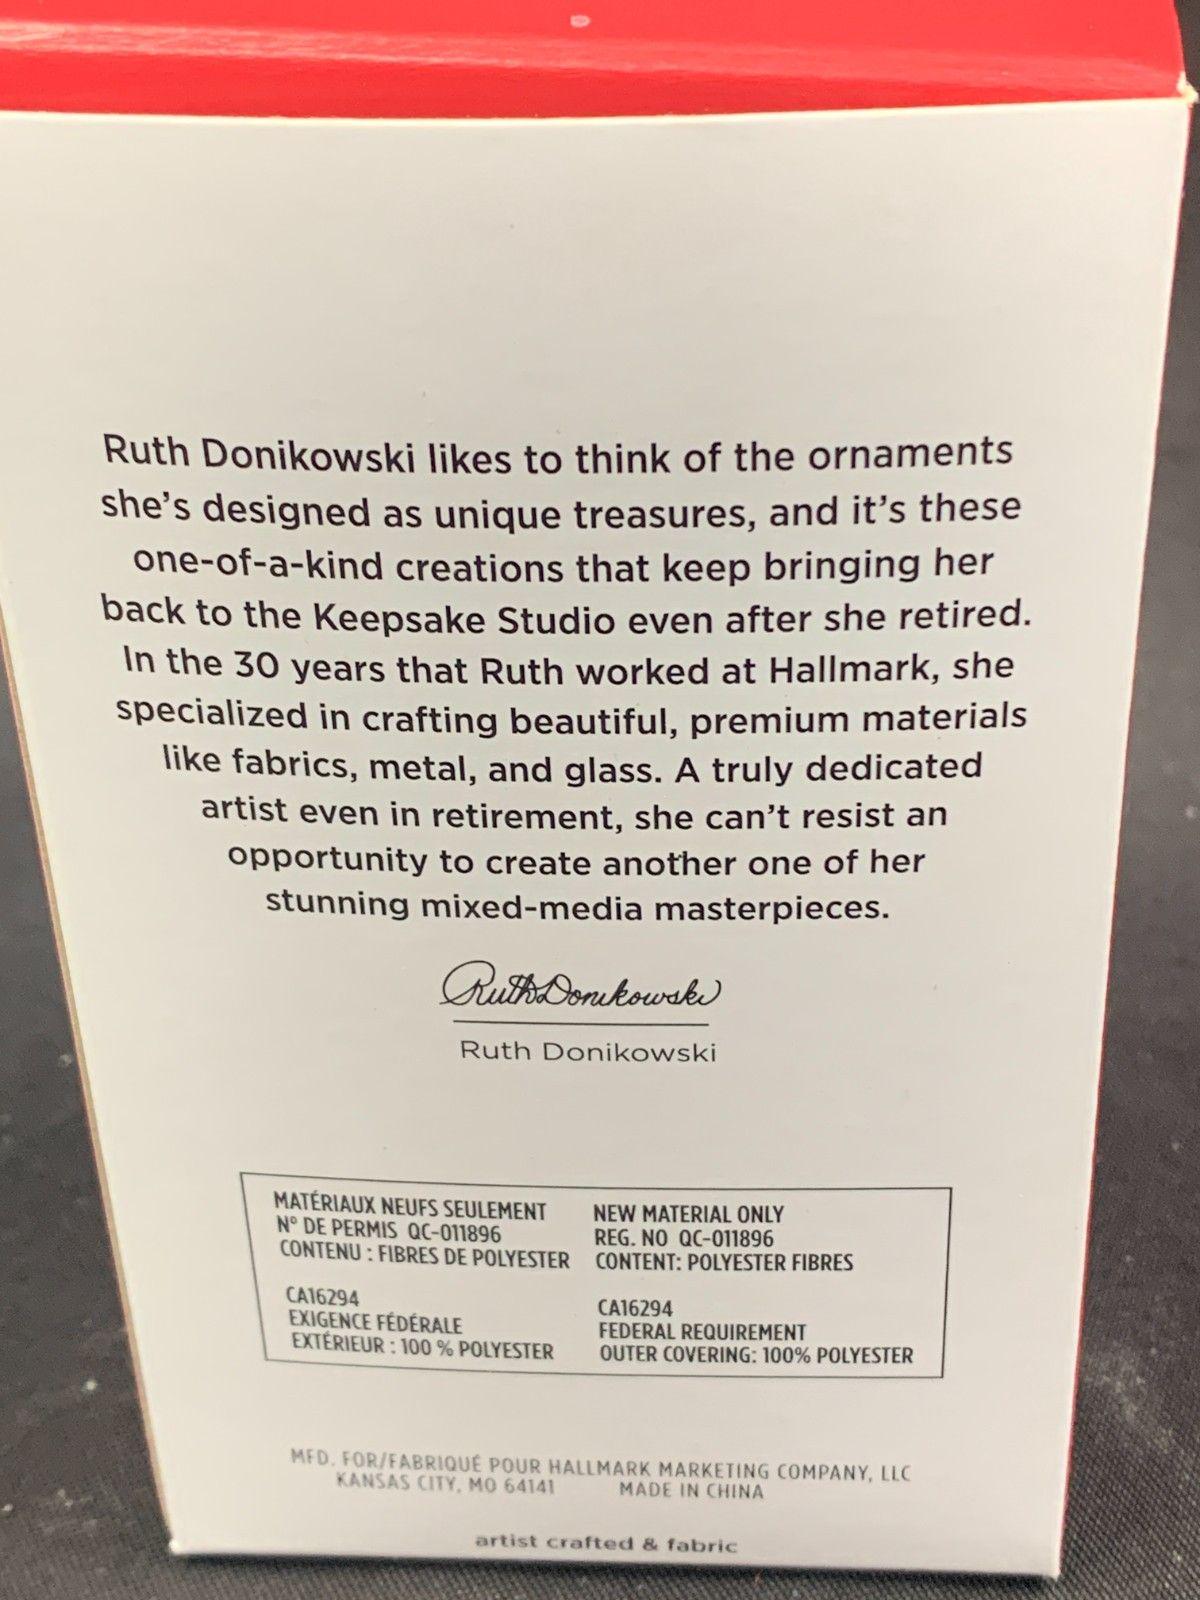 Ruth Donikowski likes to think of the ornaments
she's designed as unique treasures, and it's these
one-of-a-kind creations that keep bringing her
back to the Keepsake Studio even after she retired.
In the 30 years that Ruth worked at Hallmark, she
specialized in crafting beautiful, premium materials
like fabrics, metal, and glass. A truly dedicated
artist even in retirement, she can't resist an
opportunity to create another one of her
stunning mixed-media masterpieces.
Ruth Donikowski
Ruth Donikowski
MATÉRIAUX NEUFS SEULEMENT
N° DE PERMIS QC-011896
CONTENU : FIBRES DE POLYESTER
CA16294
EXIGENCE FÉDÉRALE
EXTÉRIEUR : 100 % POLYESTER
NEW MATERIAL ONLY
REG. NO QC-011896
CONTENT: POLYESTER FIBRES
CA16294
FEDERAL REQUIREMENT
OUTER COVERING: 100% POLYESTER
MFD. FOR/FABRIQUÉ POUR HALLMARK MARKETING COMPANY, LLC
KANSAS CITY, MO 64141 MADE IN CHINA
artist crafted & fabric